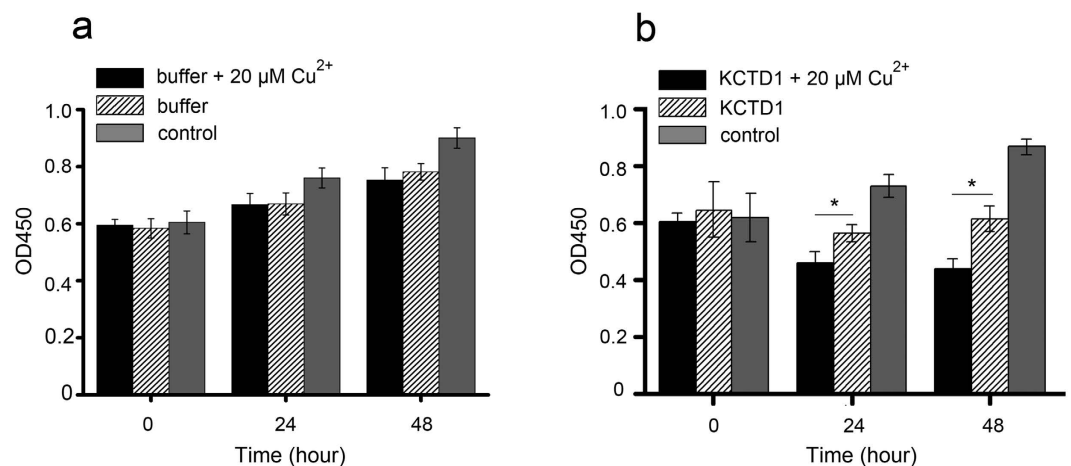 a
buffer + 20 µM Cu²⁺
buffer
control
1.0
0.8
0.6
0.4
0.2
0
OD450
0 24 48
Time (hour)
b
KCTD1 + 20 µM Cu²⁺
KCTD1
control
1.0
0.8
0.6
0.4
0.2
0
OD450
*
*
0 24 48
Time (hour)